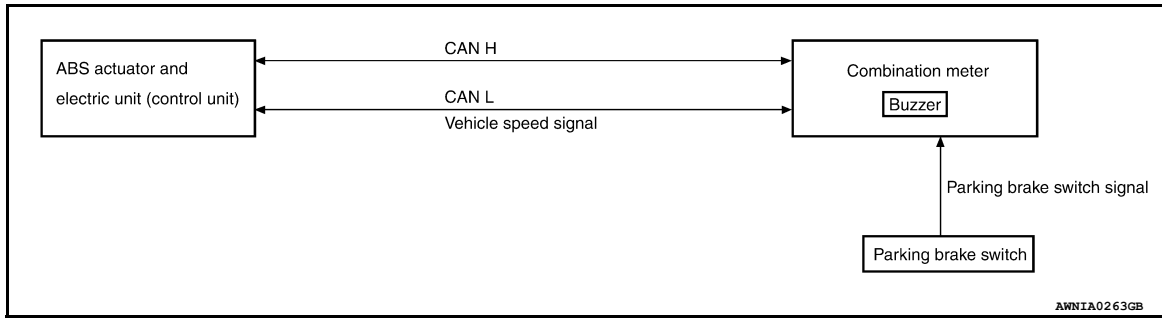 ABS actuator and
electric unit (control unit)
CAN H
CAN L
Vehicle speed signal
Combination meter
Buzzer
Parking brake switch signal
Parking brake switch
AWNIA0263GB